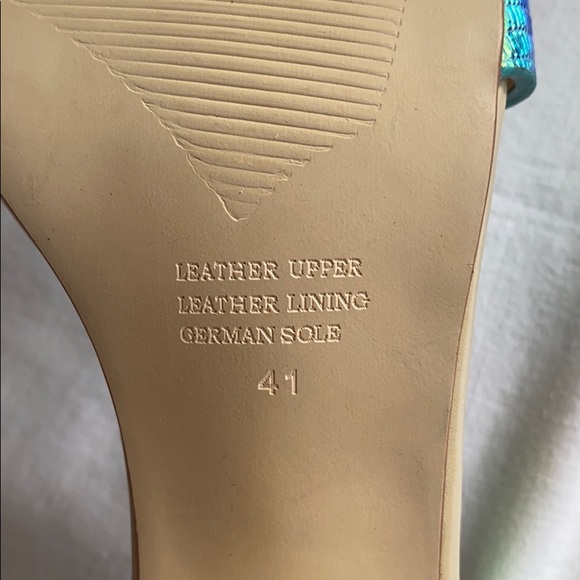 LEATHER UPPER
LEATHER LINING
GERMAN SOLE
41